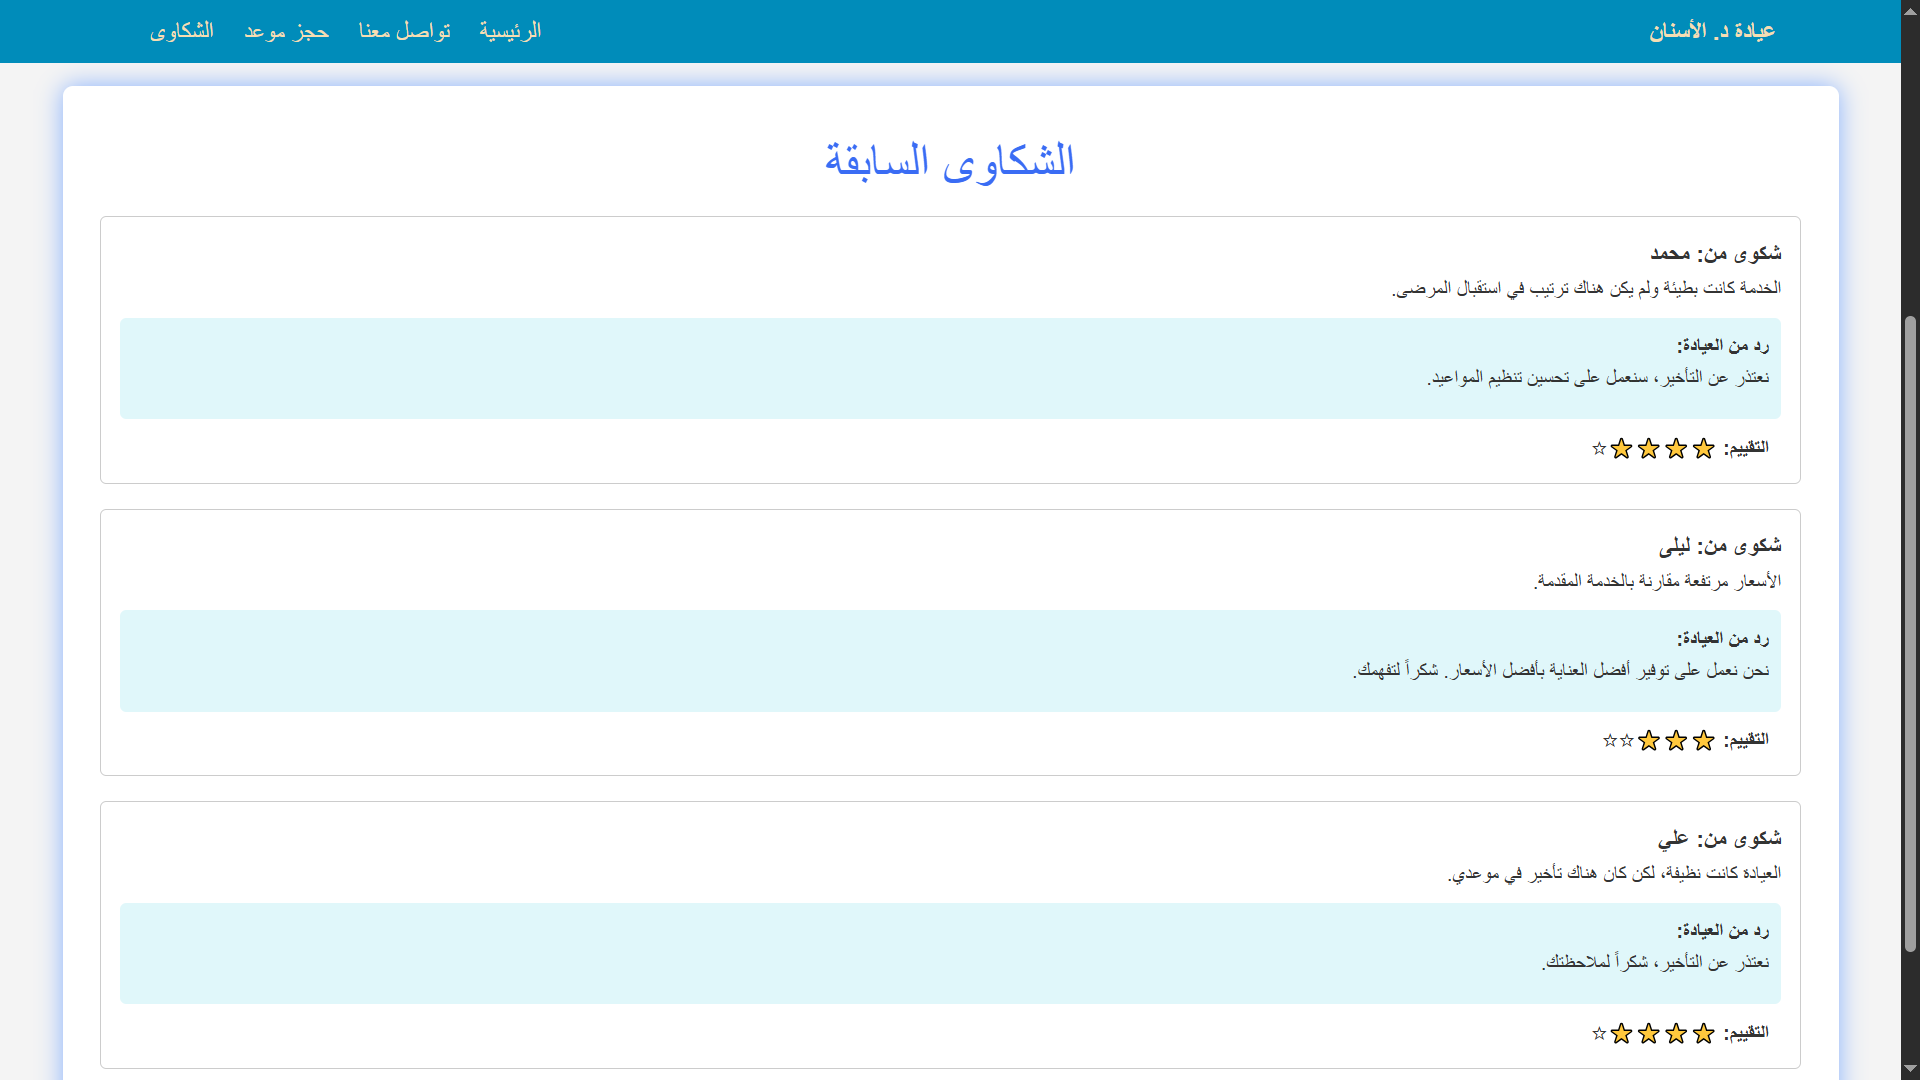 عيادة د. الأسنان
الرئيسية تواصل معنا حجز موعد الشكاوى
الشكاوى السابقة
شكوى من: محمد
الخدمة كانت بطيئة ولم يكن هناك ترتيب في استقبال المرضى.
رد من العيادة:
نعتذر عن التأخير، سنعمل على تحسين تنظيم المواعيد.
التقييم: ⭐⭐⭐⭐☆
شكوى من: ليلى
الأسعار مرتفعة مقارنة بالخدمة المقدمة.
رد من العيادة:
نحن نعمل على توفير أفضل العناية بأفضل الأسعار. شكراً لتفهمك.
التقييم: ⭐⭐⭐☆☆
شكوى من: علي
العيادة كانت نظيفة، لكن كان هناك تأخير في موعدي.
رد من العيادة:
نعتذر عن التأخير، شكراً لملاحظتك.
التقييم: ⭐⭐⭐⭐☆